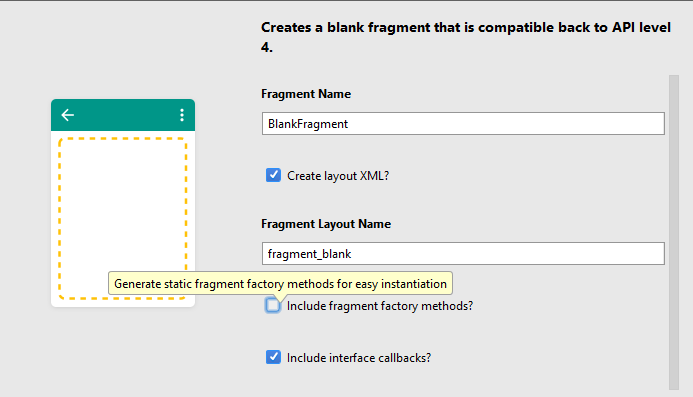 Creates a blank fragment that is compatible back to API level
4.
Fragment Name
BlankFragment
Create layout XML?
Fragment Layout Name
fragment_blank
Generate static fragment factory methods for easy instantiation
Include fragment factory methods?
Include interface callbacks?